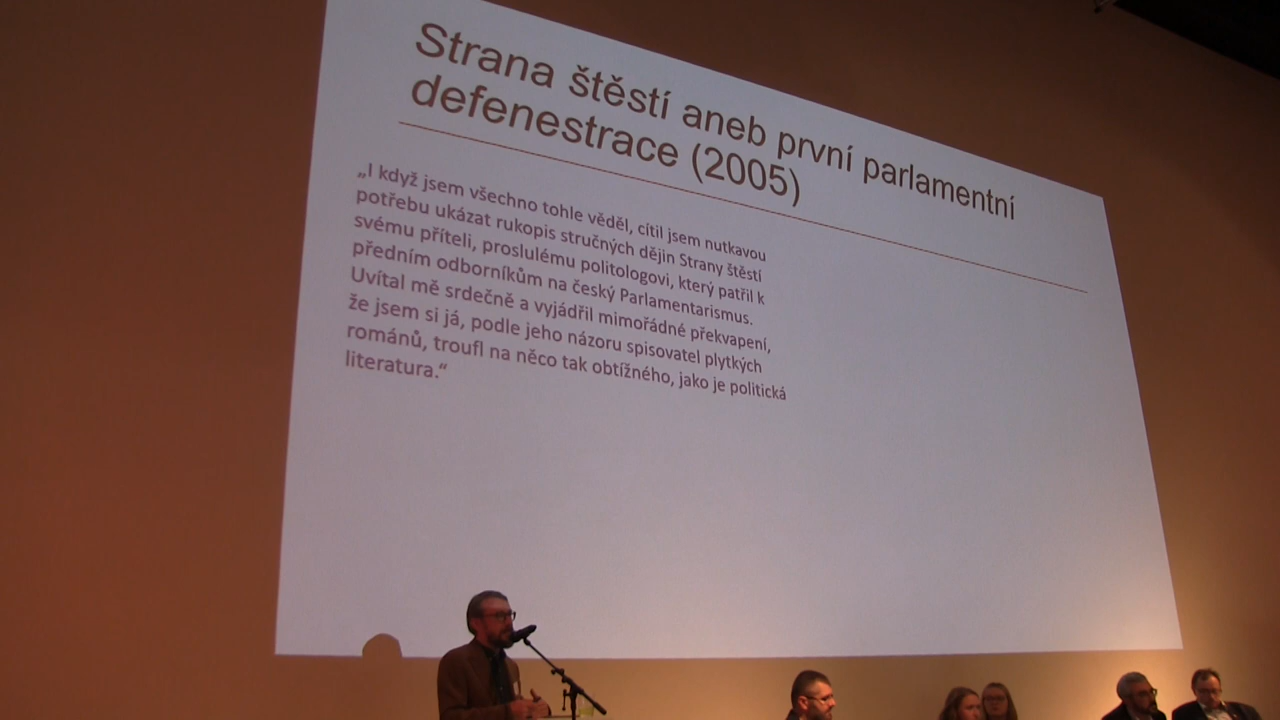 Strana štěstí aneb první parlamentní
defenestrace (2005)
„I když jsem všechno tohle věděl, cítil jsem nutkavou
potřebu ukázat rukopis stručných dějin Strany štěstí
svému příteli, proslulému politologovi, který patřil k
předním odborníkům na český Parlamentarismus.
Uvítal mě srdečně a vyjádřil mimořádné překvapení,
že jsem si já, podle jeho názoru spisovatel plytkých
románů, troufl na něco tak obtížného, jako je politická
literatura.“